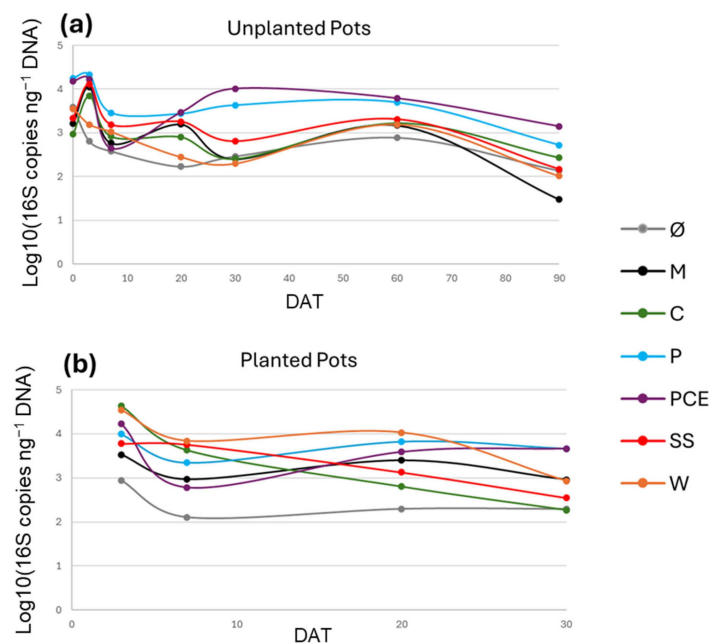 (a)
Unplanted Pots
Log10(16S copies ng⁻¹ DNA)
5
4
3
2
1
0
0 10 20 30 40 50 60 70 80 90
DAT
Ø
M
C
P
PCE
SS
W
(b)
Planted Pots
Log10(16S copies ng⁻¹ DNA)
5
4
3
2
1
0
0 10 20 30
DAT